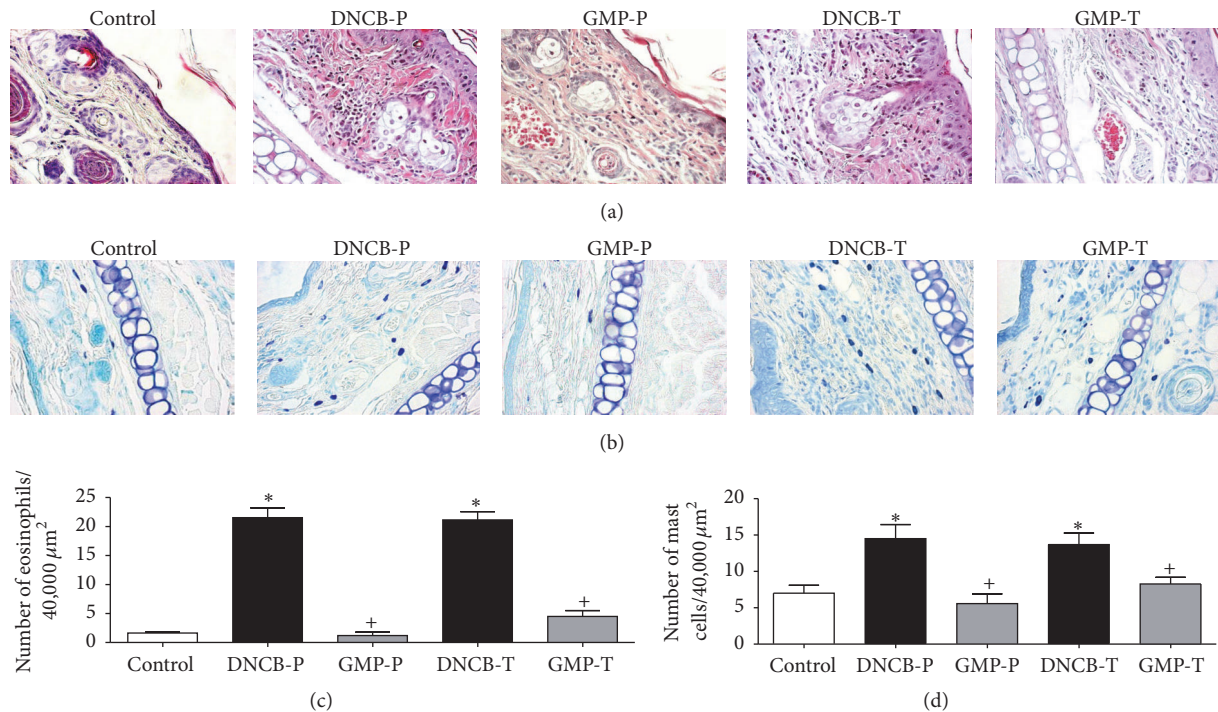 Control DNCB-P GMP-P DNCB-T GMP-T
(a)
Control DNCB-P GMP-P DNCB-T GMP-T
(b)
Number of eosinophils/
40,000 μm²
25
20
15
10
5
0
* + * +
Control DNCB-P GMP-P DNCB-T GMP-T
(c)
Number of mast
cells/40,000 μm²
20
15
10
5
0
* + * +
Control DNCB-P GMP-P DNCB-T GMP-T
(d)